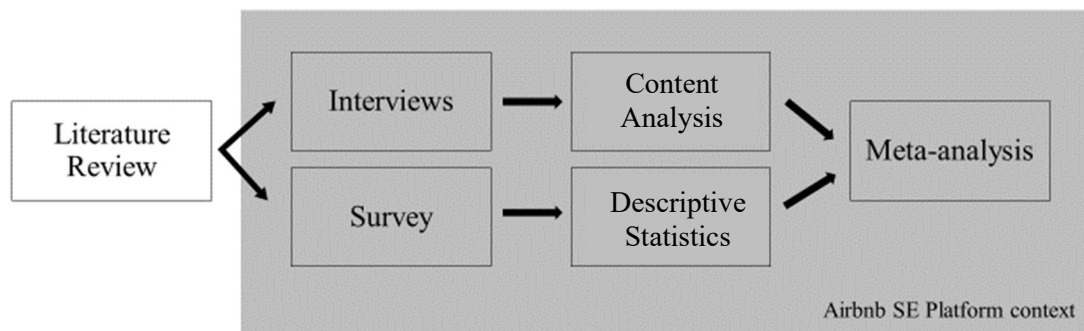 Literature
Review
Interviews
Content
Analysis
Survey
Descriptive
Statistics
Meta-analysis
Airbnb SE Platform context